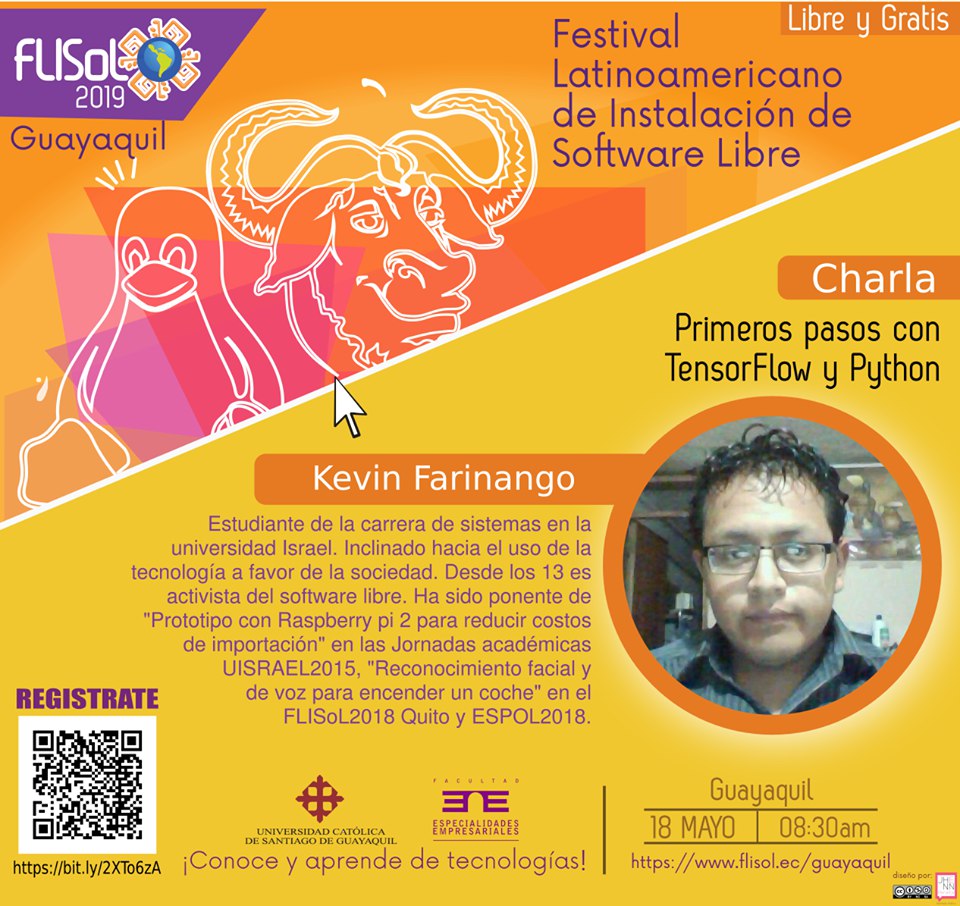 FLISoL
2019
Guayaquil
Libre y Gratis
Festival
Latinoamericano
de Instalación de
Software Libre
Charla
Primeros pasos con
TensorFlow y Python
Kevin Farinango
Estudiante de la carrera de sistemas en la
universidad Israel. Inclinado hacia el uso de la
tecnología a favor de la sociedad. Desde los 13 es
activista del software libre. Ha sido ponente de
"Prototipo con Raspberry pi 2 para reducir costos
de importación" en las Jornadas académicas
UISRAEL2015, "Reconocimiento facial y
de voz para encender un coche" en el
FLISoL2018 Quito y ESPOL2018.
REGISTRATE
https://bit.ly/2XTo6zA
UNIVERSIDAD CATÓLICA
DE SANTIAGO DE GUAYAQUIL
FACULTAD
ESPECIALIDADES
EMPRESARIALES
¡Conoce y aprende de tecnologías!
Guayaquil
18 MAYO
08:30am
https://www.flisol.ec/guayaquil
diseño por: